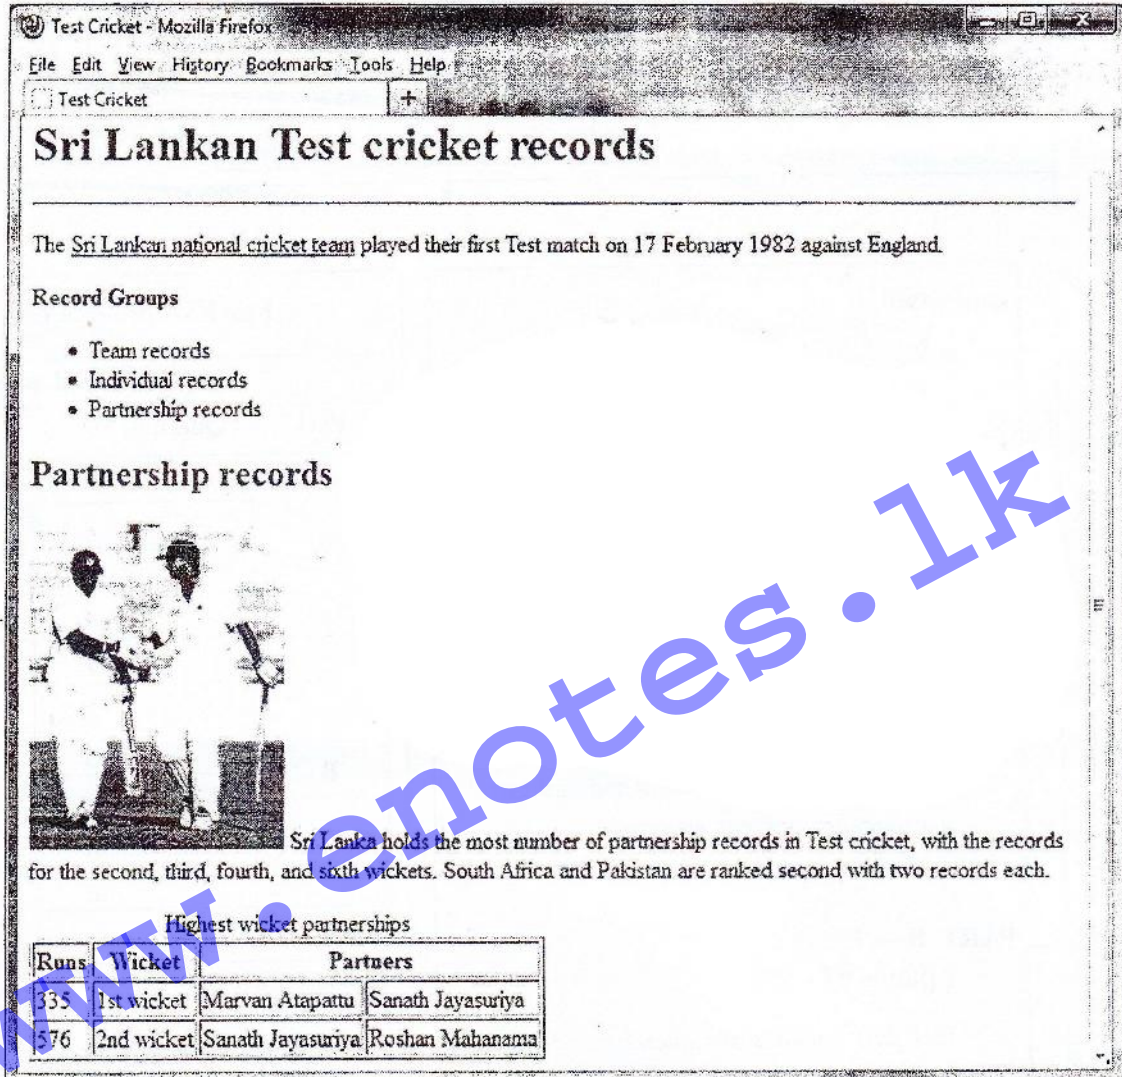 Test Cricket - Mozilla Firefox
File Edit View History Bookmarks Tools Help
Test Cricket +
Sri Lankan Test cricket records
The Sri Lankan national cricket team played their first Test match on 17 February 1982 against England.
Record Groups
• Team records
• Individual records
• Partnership records
Partnership records
Sri Lanka holds the most number of partnership records in Test cricket, with the records
for the second, third, fourth, and sixth wickets. South Africa and Pakistan are ranked second with two records each.
Highest wicket partnerships
Runs Wicket Partners
335 1st wicket Marvan Atapattu Sanath Jayasuriya
576 2nd wicket Sanath Jayasuriya Roshan Mahanama
www.enotes.lk